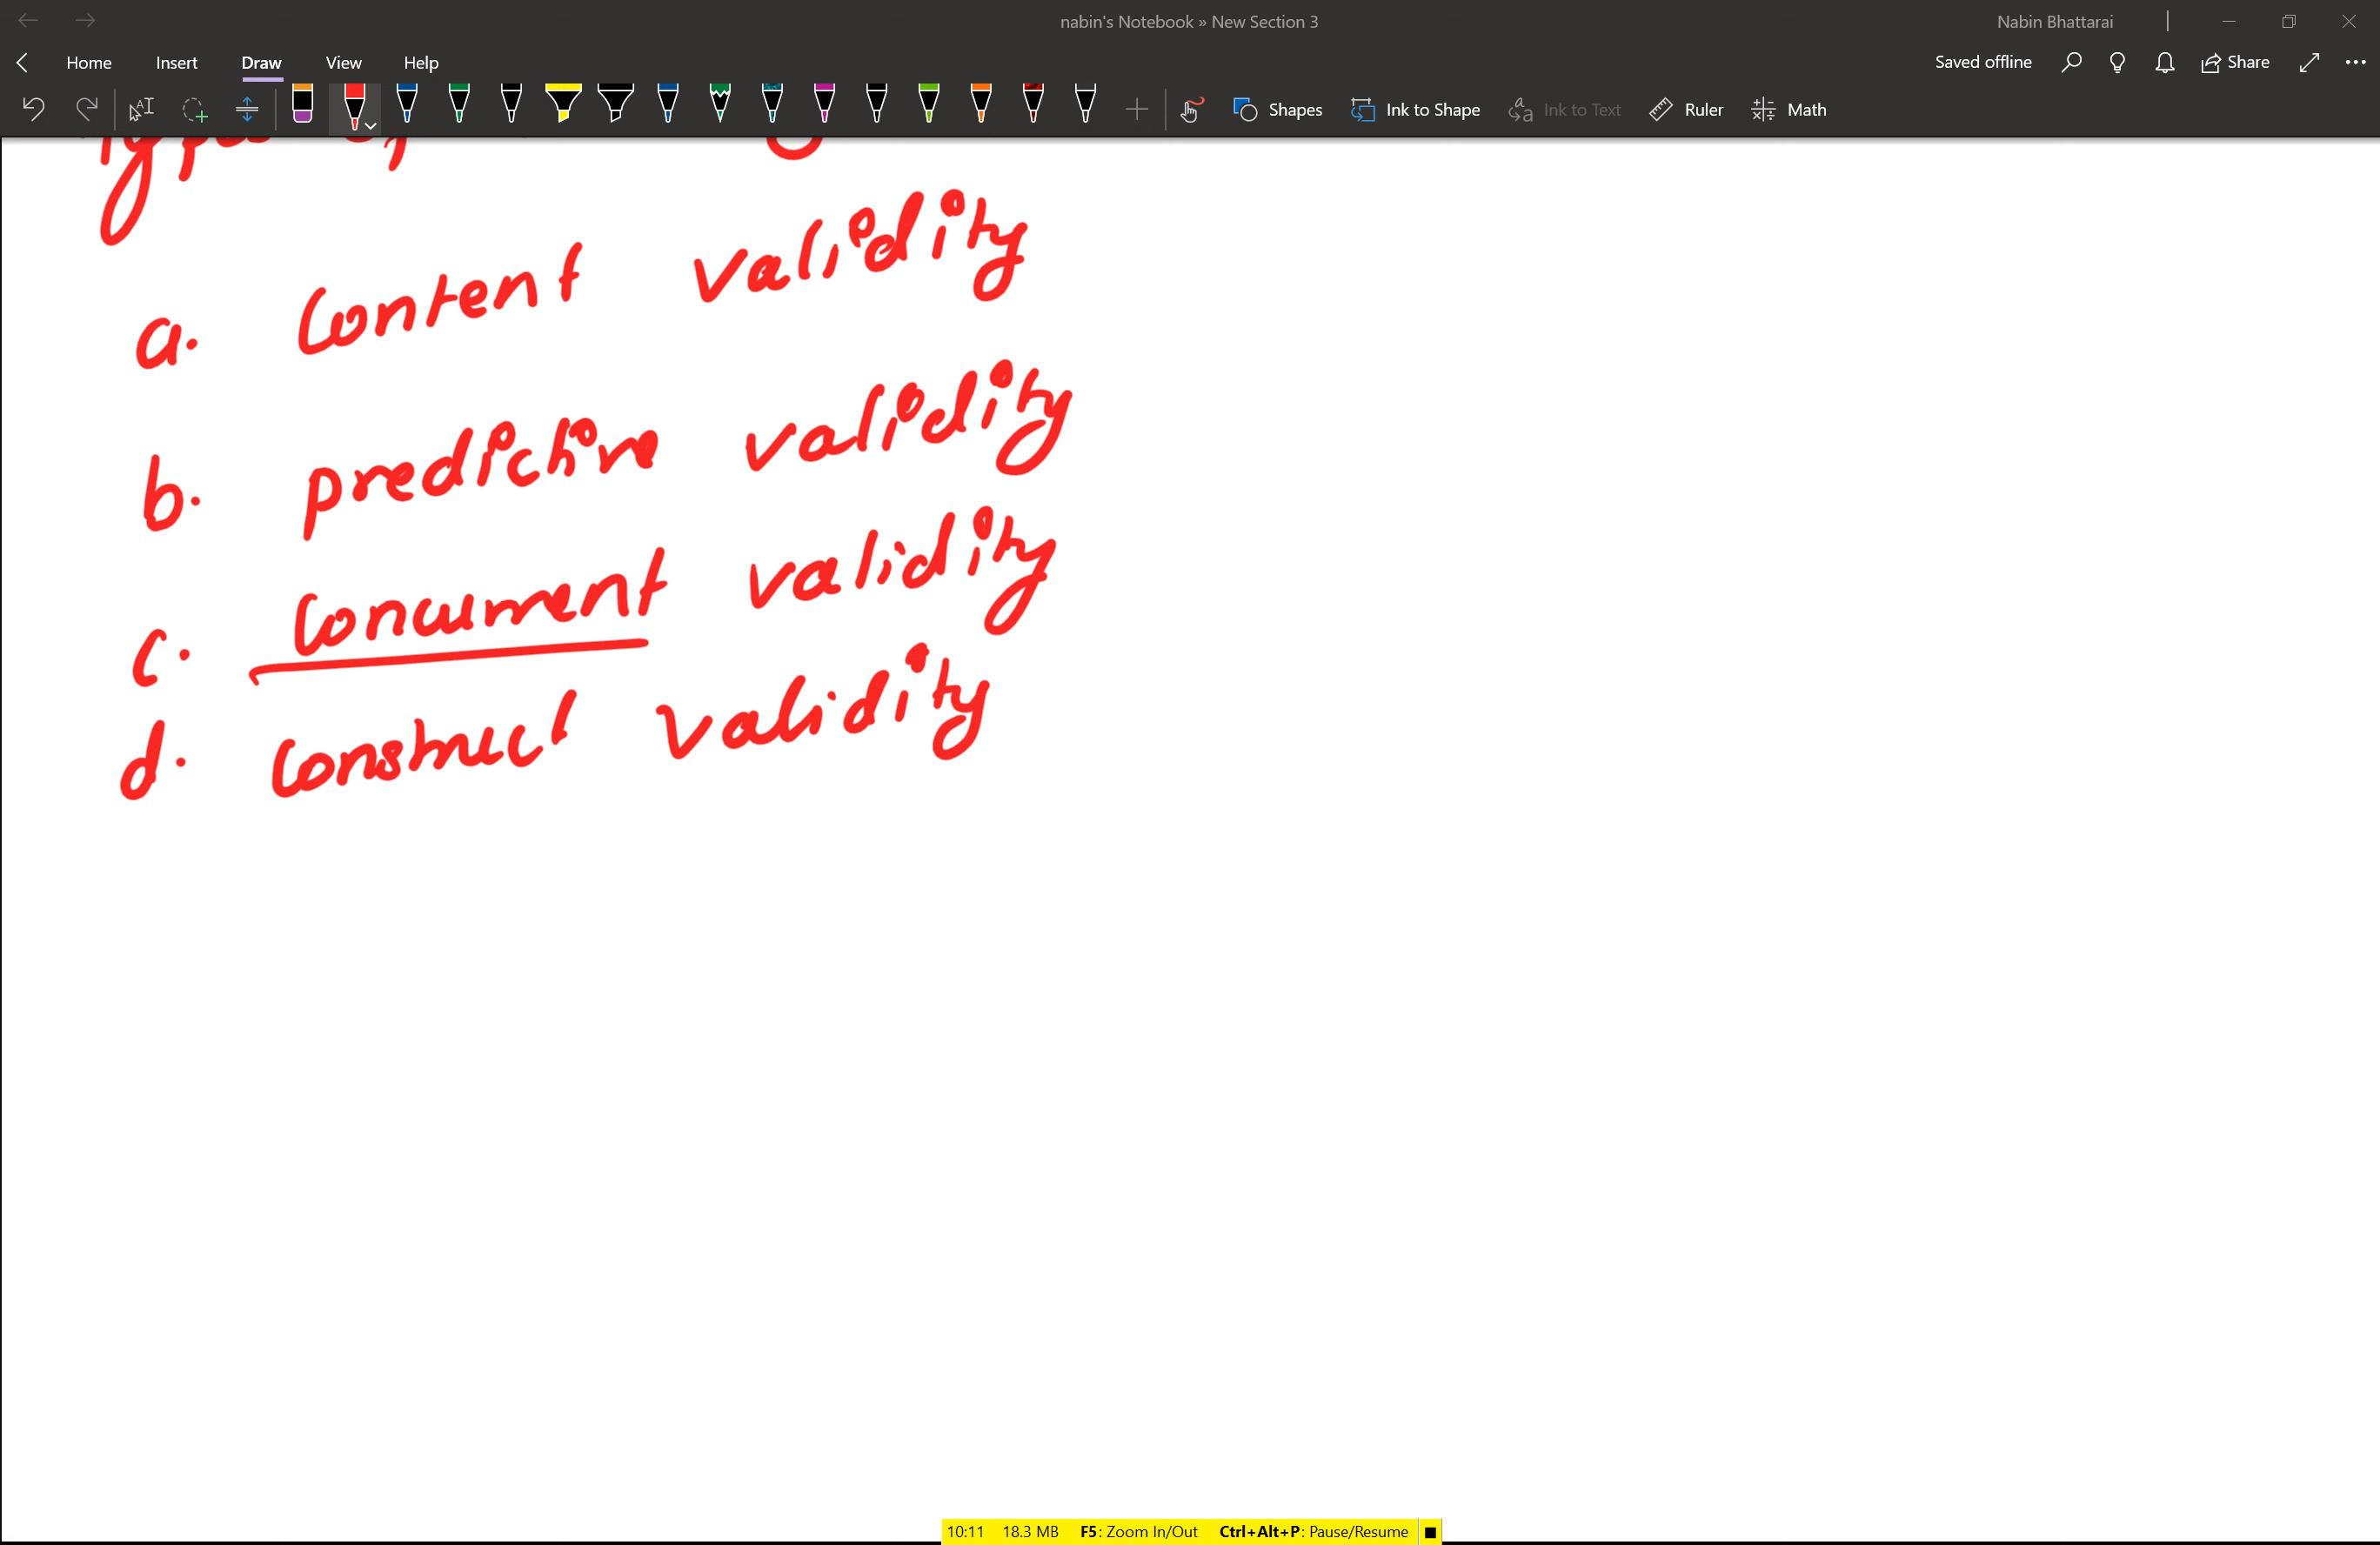 nabin's Notebook » New Section 3
Nabin Bhattarai
Home Insert Draw View Help
Saved offline
Share
Shapes Ink to Shape Ink to Text Ruler Math
a. Content validity
b. predictive validity
c. Concurrent validity
d. Construct validity
10:11 18.3 MB F5: Zoom In/Out Ctrl+Alt+P: Pause/Resume